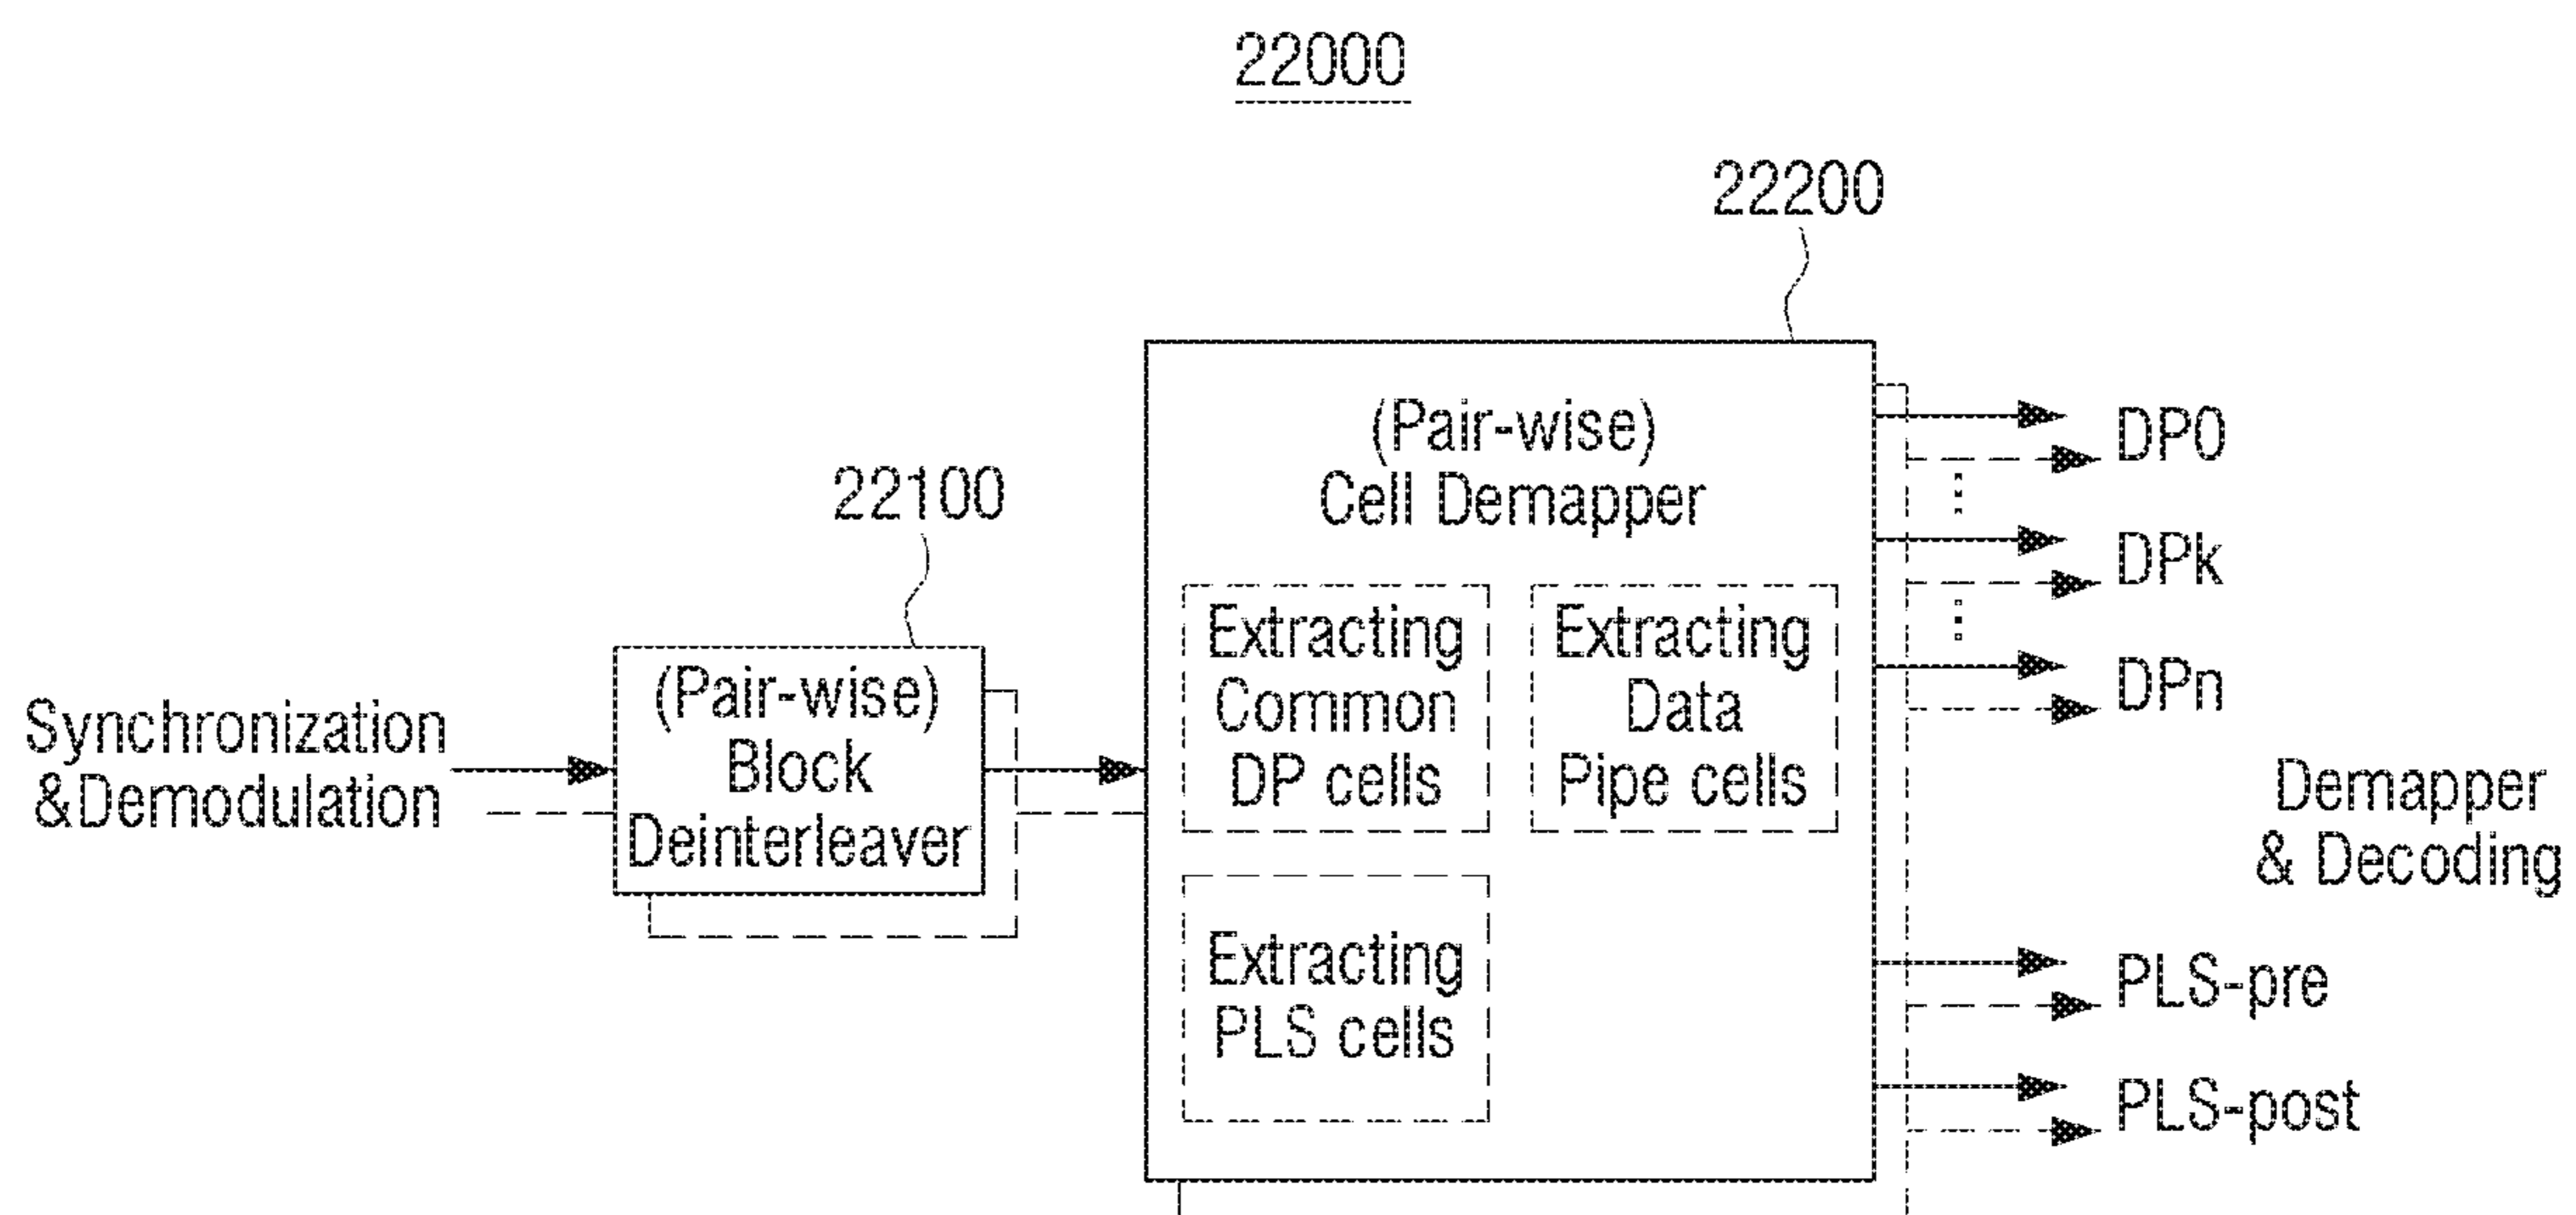 22000
22200
22100
Synchronization
&Demodulation
(Pair-wise)
Block
Deinterleaver
(Pair-wise)
Cell Demapper
Extracting
Common
DP cells
Extracting
Data
Pipe cells
Extracting
PLS cells
DP0
DPk
DPn
PLS-pre
PLS-post
Demapper
& Decoding